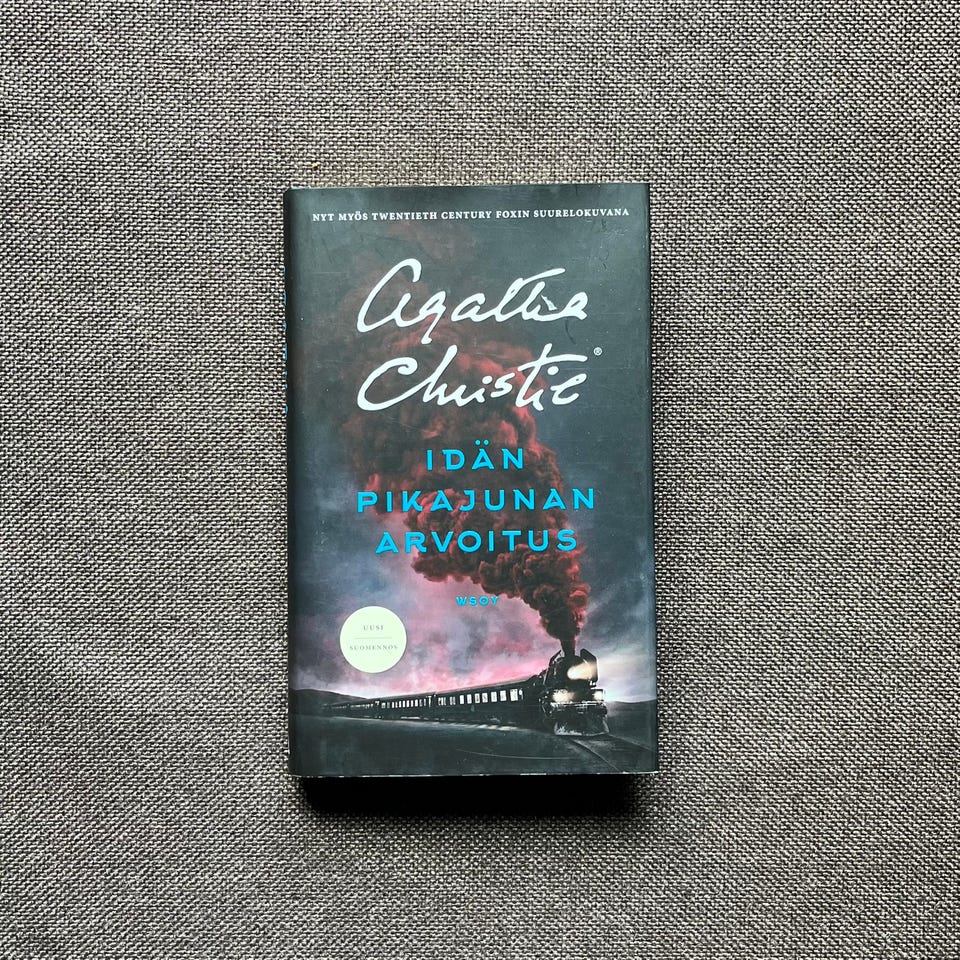 NYT MYÖS TWENTIETH CENTURY FOXIN SUURELOKUVANA
Agatha
Christie®
IDÄN
PIKAJUNAN
ARVOITUS
WSOY
UUSI
SUOMENNOS